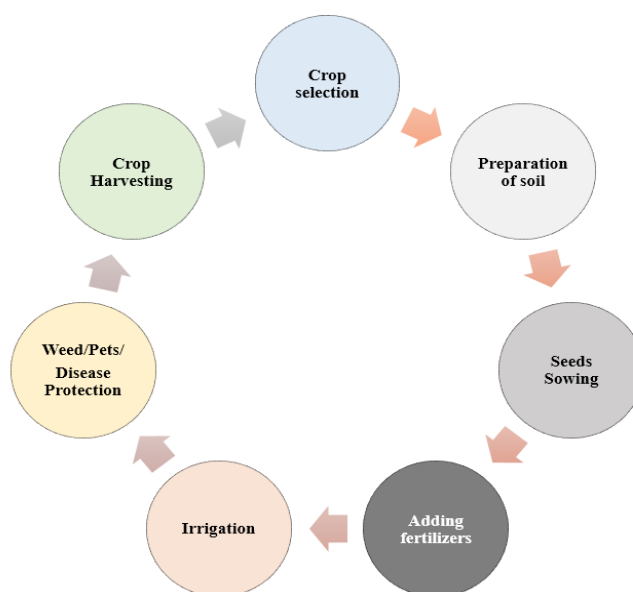 Crop
selection
Preparation
of soil
Seeds
Sowing
Adding
fertilizers
Irrigation
Weed/Pets/
Disease
Protection
Crop
Harvesting